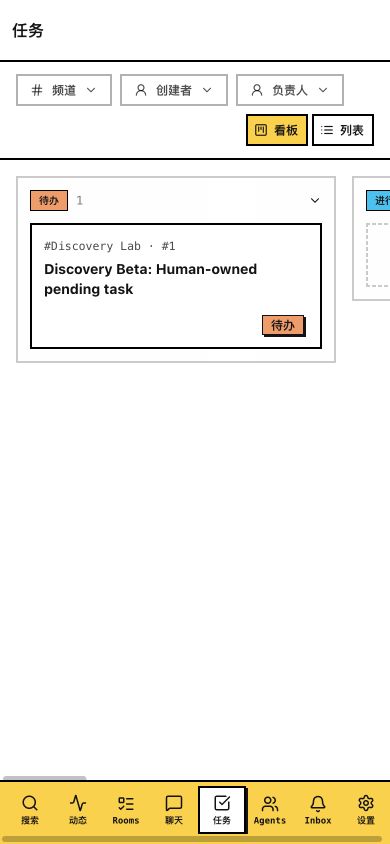 任务
频道
创建者
负责人
看板
列表
待办 1
进行
#Discovery Lab · #1
Discovery Beta: Human-owned
pending task
待办
搜索
动态
Rooms
聊天
任务
Agents
Inbox
设置